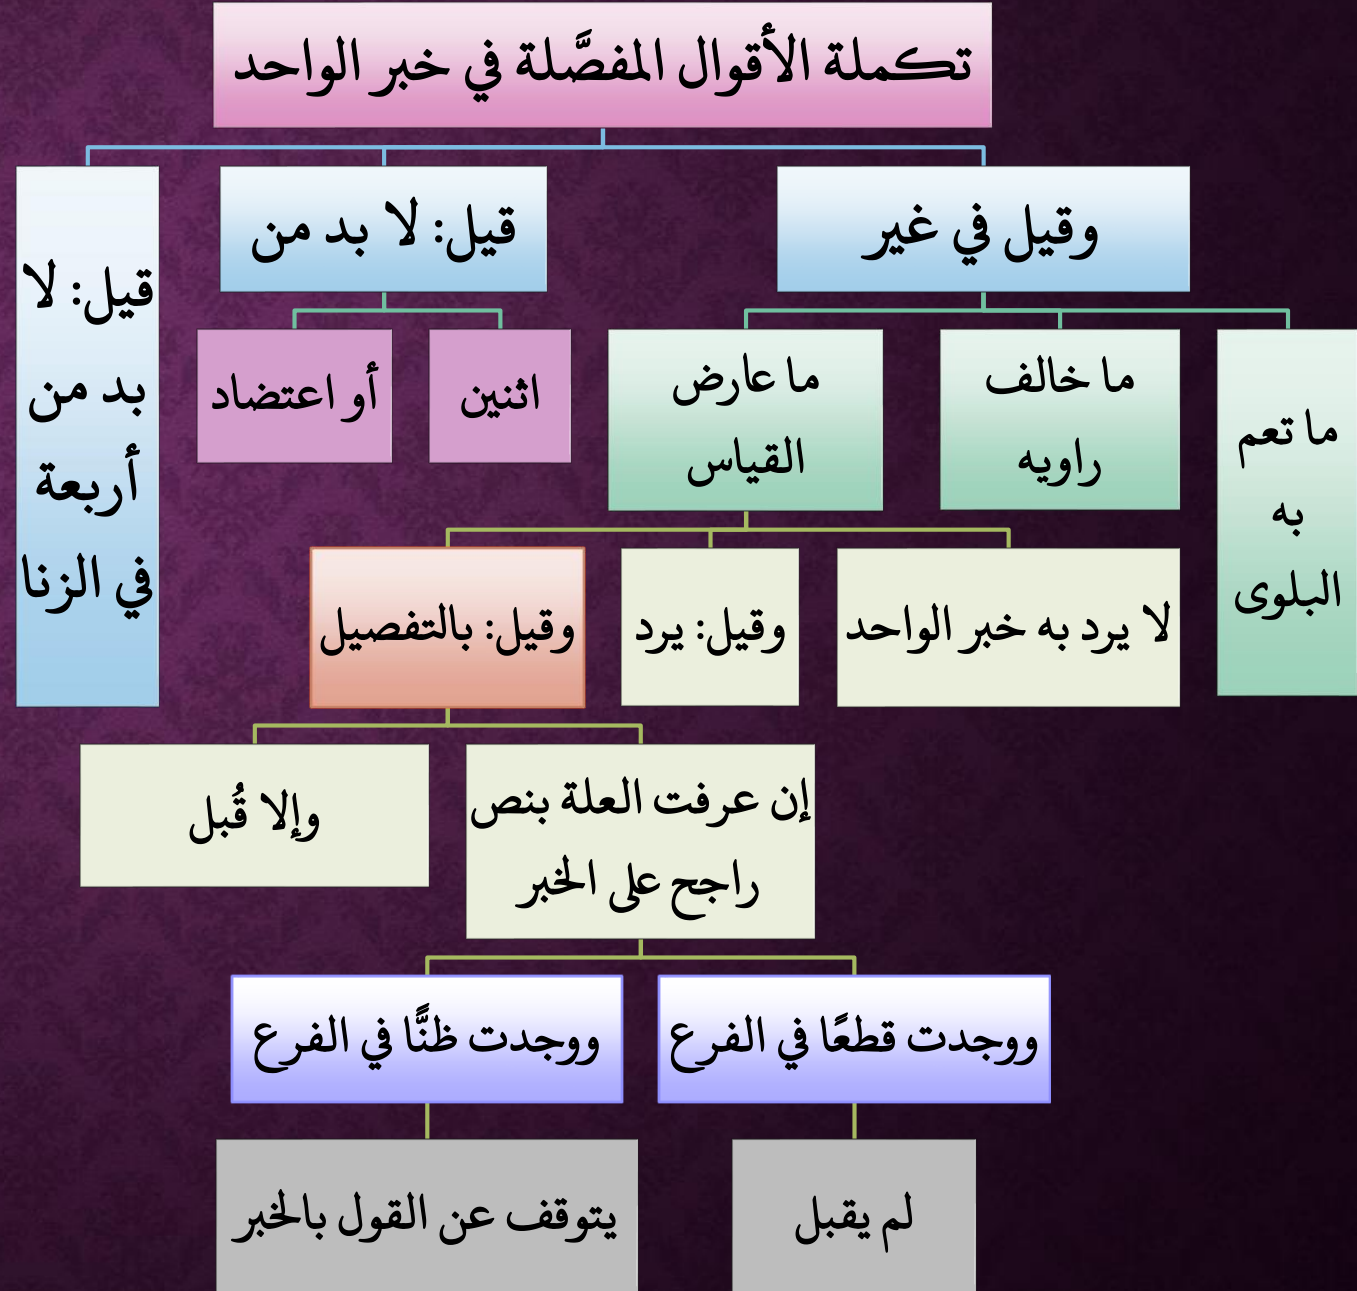 تكملة الأقوال المفصَّلة في خبر الواحد
وقيل في غير
قيل: لا بد من
قيل: لا
بد من
أربعة
في الزنا
ما تعم
به
البلوى
ما خالف
راويه
ما عارض
القياس
اثنين
أو اعتضاد
لا يرد به خبر الواحد
وقيل: يرد
وقيل: بالتفصيل
إن عرفت العلة بنص
راجح على الخبر
وإلا قُبل
ووجدت قطعًا في الفرع
ووجدت ظنًّا في الفرع
لم يقبل
يتوقف عن القول بالخبر